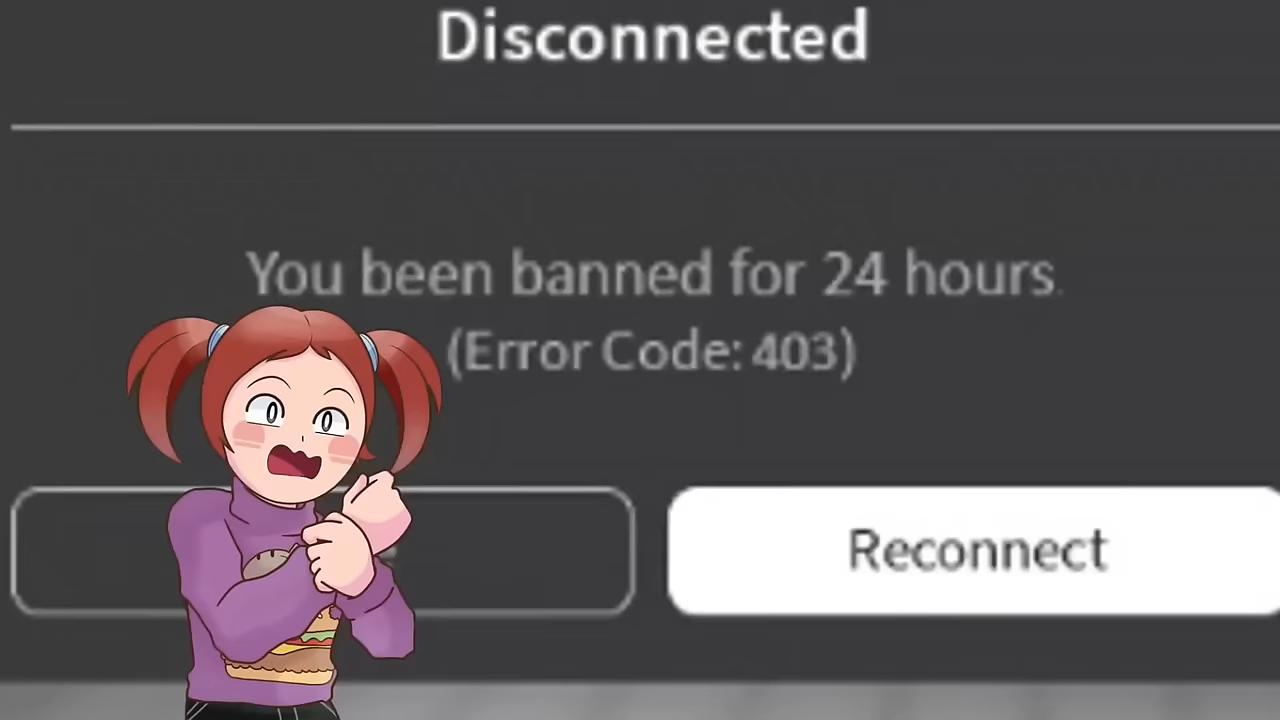 Disconnected
You been banned for 24 hours.
(Error Code: 403)
Reconnect